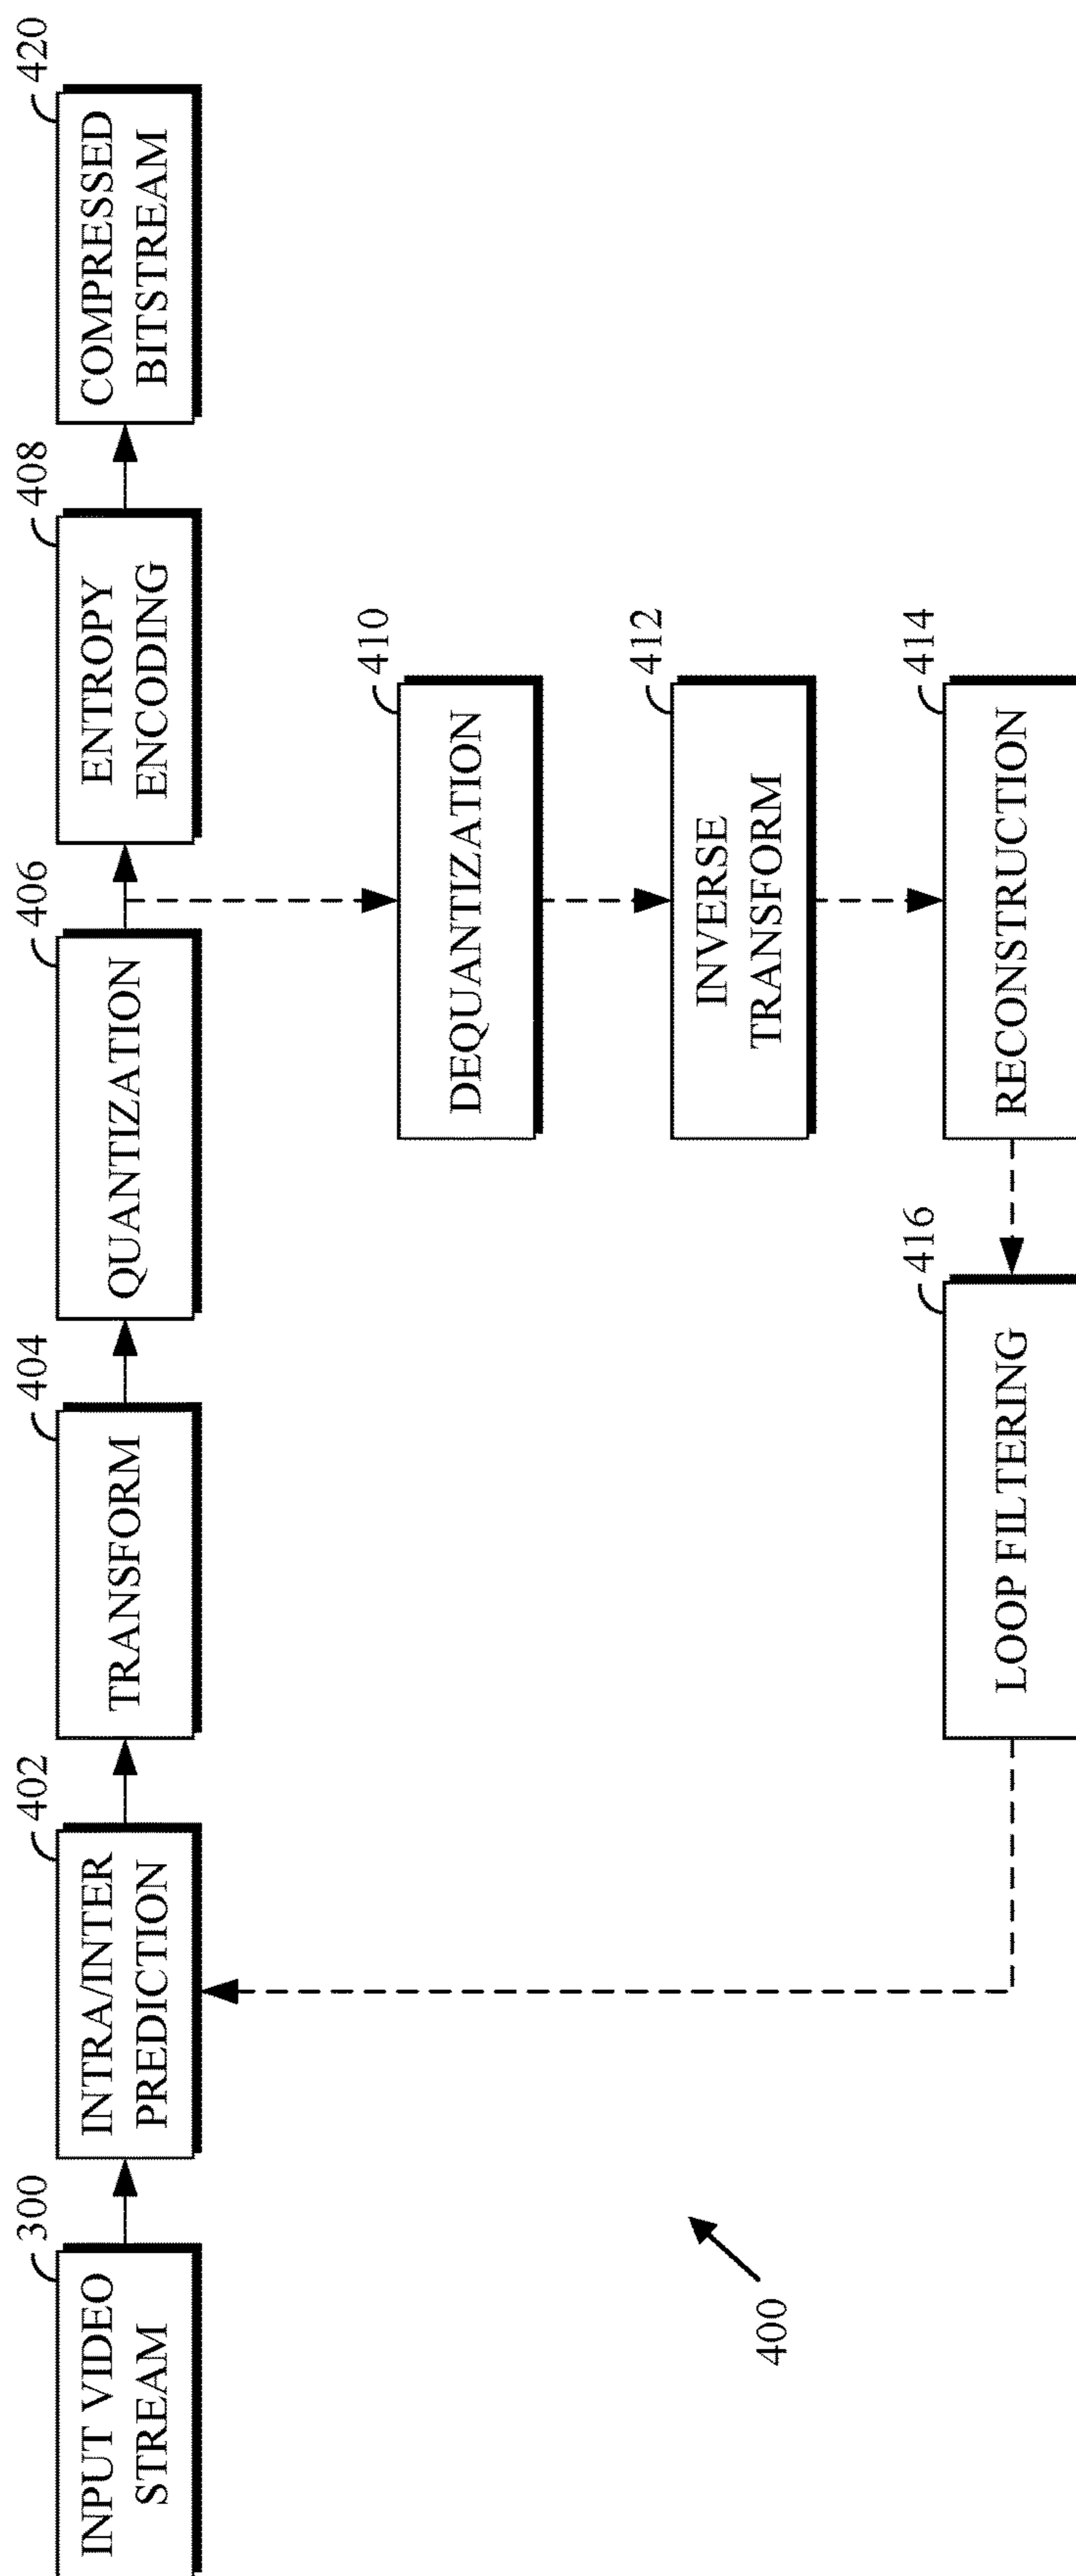 300
INPUT VIDEO
STREAM
402
INTRA/INTER
PREDICTION
404
TRANSFORM
406
QUANTIZATION
408
ENTROPY
ENCODING
420
COMPRESSED
BITSTREAM
410
DEQUANTIZATION
412
INVERSE
TRANSFORM
414
RECONSTRUCTION
416
LOOP FILTERING
400